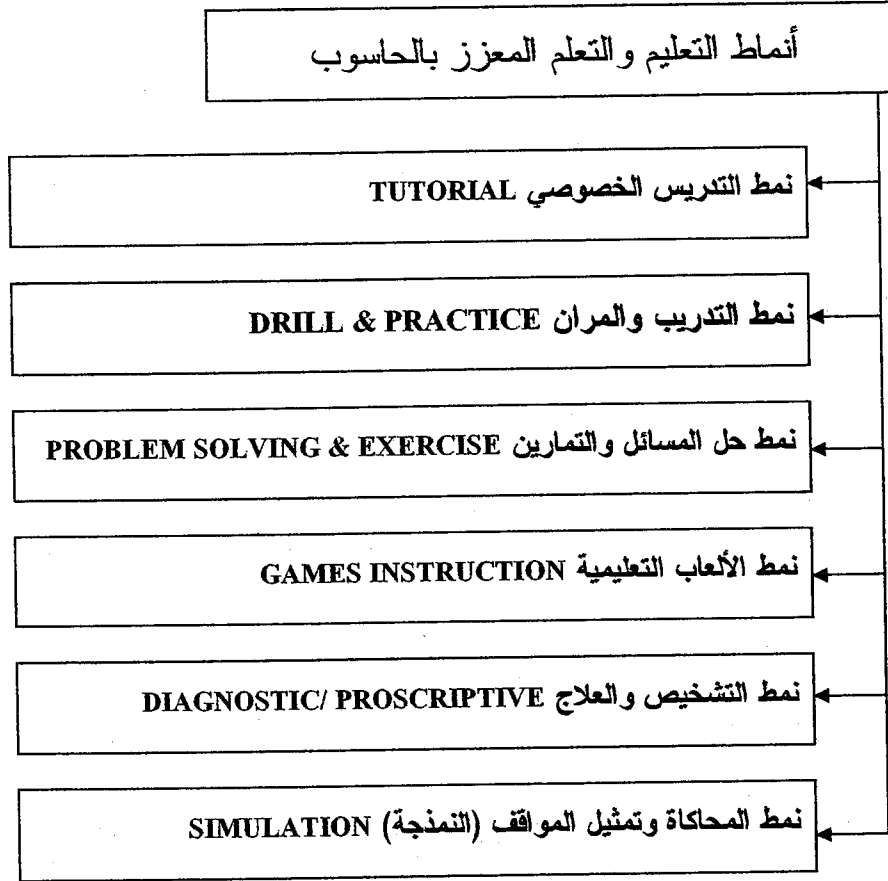 أنماط التعليم والتعلم المعزز بالحاسوب
نمط التدريس الخصوصي TUTORIAL
نمط التدريب والمران DRILL & PRACTICE
نمط حل المسائل والتمارين PROBLEM SOLVING & EXERCISE
نمط الألعاب التعليمية GAMES INSTRUCTION
نمط التشخيص والعلاج DIAGNOSTIC/ PROSCRIPTIVE
نمط المحاكاة وتمثيل المواقف (النمذجة) SIMULATION